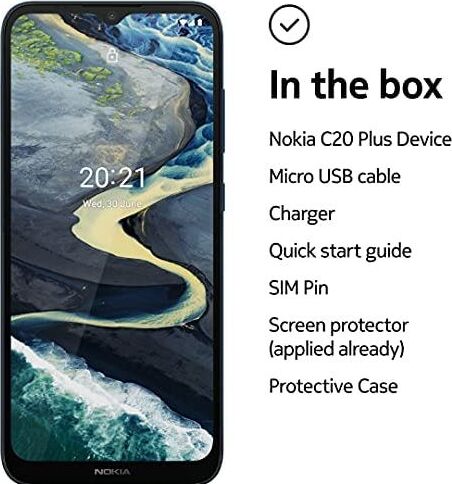 In the box
Nokia C20 Plus Device
Micro USB cable
Charger
Quick start guide
SIM Pin
Screen protector
(applied already)
Protective Case
20:21
Wed, 30 June
NOKIA